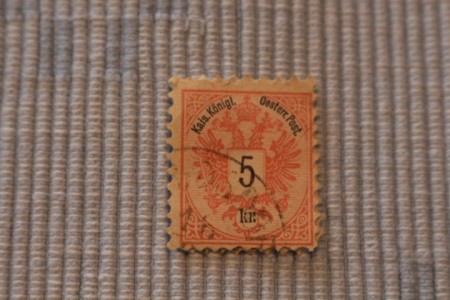 Kais. Königl. Oesterr. Post.
5
kr.